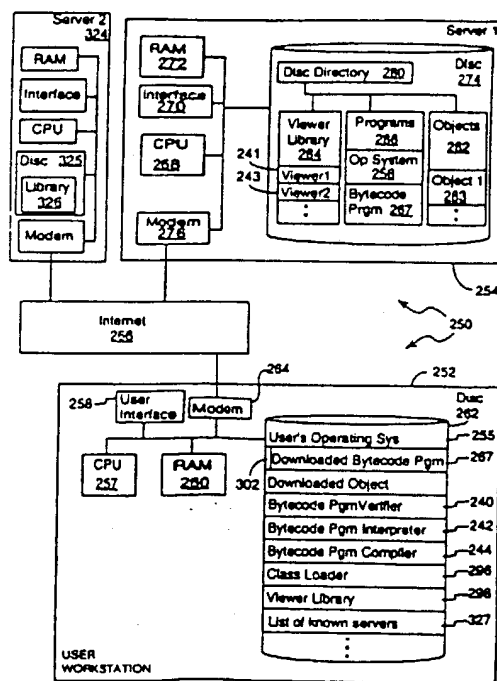 Server 2
324
RAM
Interface
CPU
Disc 325
Library
326
Modem
Server 1
RAM
272
Interface
270
CPU
268
Modem
276
Disc
274
Disc Directory 280
Viewer
Library
284
241
Viewer1
243
Viewer2
Programs
286
Op System
256
Bytecode
Prgm 267
Objects
282
Object 1
283
254
Internet
256
250
252
264
258
User
Interface
Modem
CPU
257
RAM
260
302
Disc
262
User's Operating Sys
255
Downloaded Bytecode Pgm
267
Downloaded Object
Bytecode PgmVerifier
240
Bytecode Pgm Interpreter
242
Bytecode Pgm Compiler
244
Class Loader
296
Viewer Library
298
List of known servers
327
USER
WORKSTATION